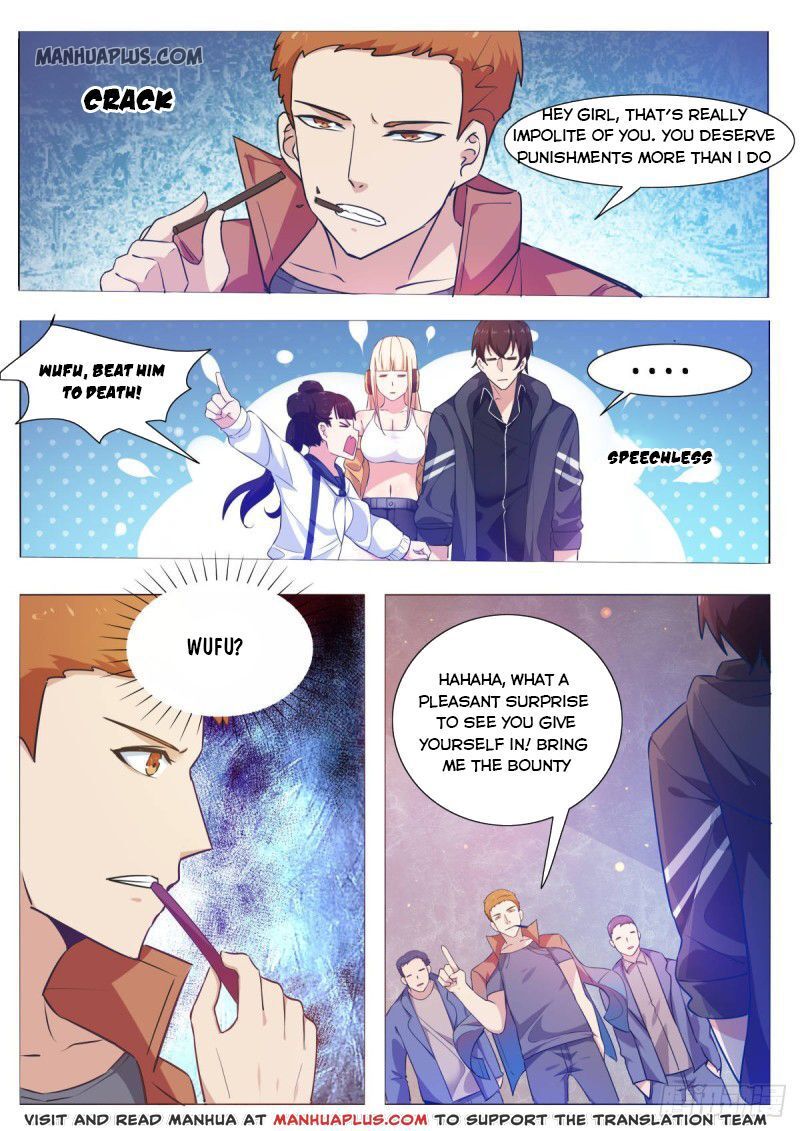 MANHUAPLUS.COM
CRACK
HEY GIRL, THAT'S REALLY
IMPOLITE OF YOU. YOU DESERVE
PUNISHMENTS MORE THAN I DO
WUFU, BEAT HIM
TO DEATH!
....
SPEECHLESS
WUFU?
HAHAHA, WHAT A
PLEASANT SURPRISE
TO SEE YOU GIVE
YOURSELF IN! BRING
ME THE BOUNTY
VISIT AND READ MANHUA AT MANHUAPLUS.COM TO SUPPORT THE TRANSLATION TEAM